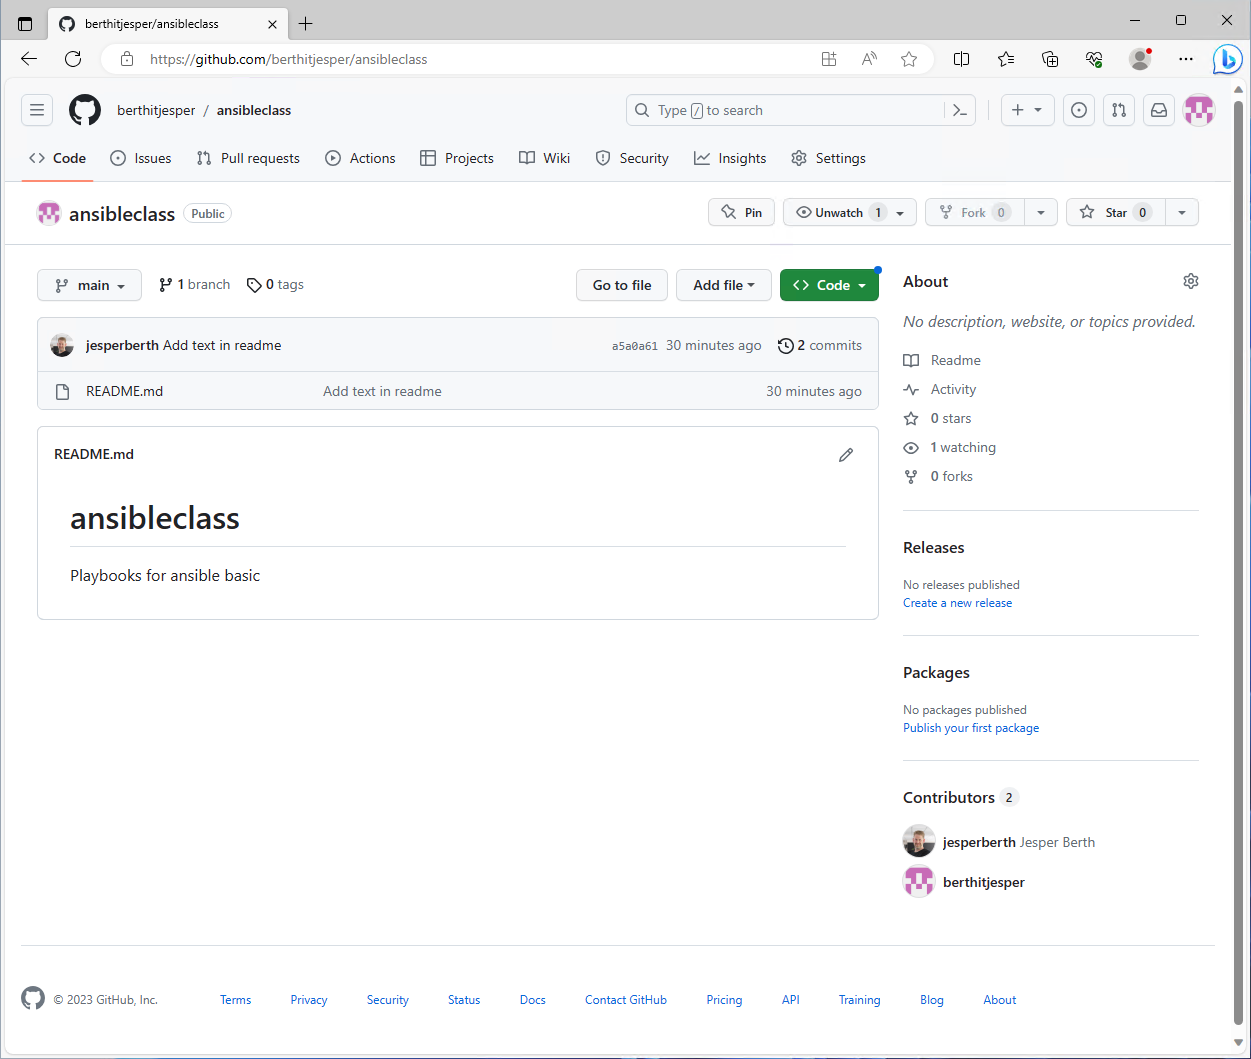 berthitjesper/ansibleclass
https://github.com/berthitjesper/ansibleclass
berthitjesper / ansibleclass
Type / to search
Code Issues Pull requests Actions Projects Wiki Security Insights Settings
ansibleclass Public
Pin Unwatch 1 Fork 0 Star 0
main 1 branch 0 tags Go to file Add file Code
jesperberth Add text in readme a5a0a61 30 minutes ago 2 commits
README.md Add text in readme 30 minutes ago
README.md
ansibleclass
Playbooks for ansible basic
About
No description, website, or topics provided.
Readme
Activity
0 stars
1 watching
0 forks
Releases
No releases published
Create a new release
Packages
No packages published
Publish your first package
Contributors 2
jesperberth Jesper Berth
berthitjesper
© 2023 GitHub, Inc. Terms Privacy Security Status Docs Contact GitHub Pricing API Training Blog About